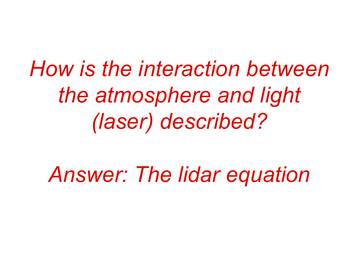 How is the interaction between
the atmosphere and light
(laser) described?
Answer: The lidar equation